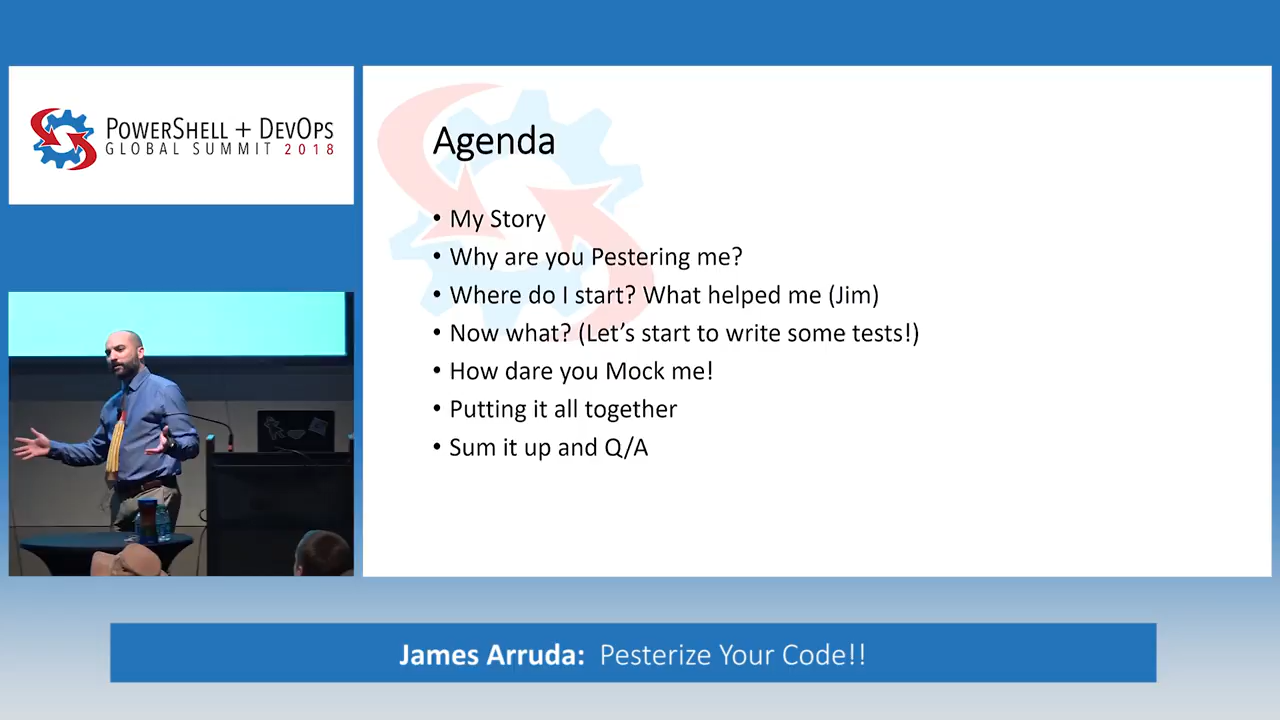 POWERSHELL + DEVOPS
GLOBAL SUMMIT 2018
Agenda
• My Story
• Why are you Pestering me?
• Where do I start? What helped me (Jim)
• Now what? (Let's start to write some tests!)
• How dare you Mock me!
• Putting it all together
• Sum it up and Q/A
James Arruda: Pesterize Your Code!!